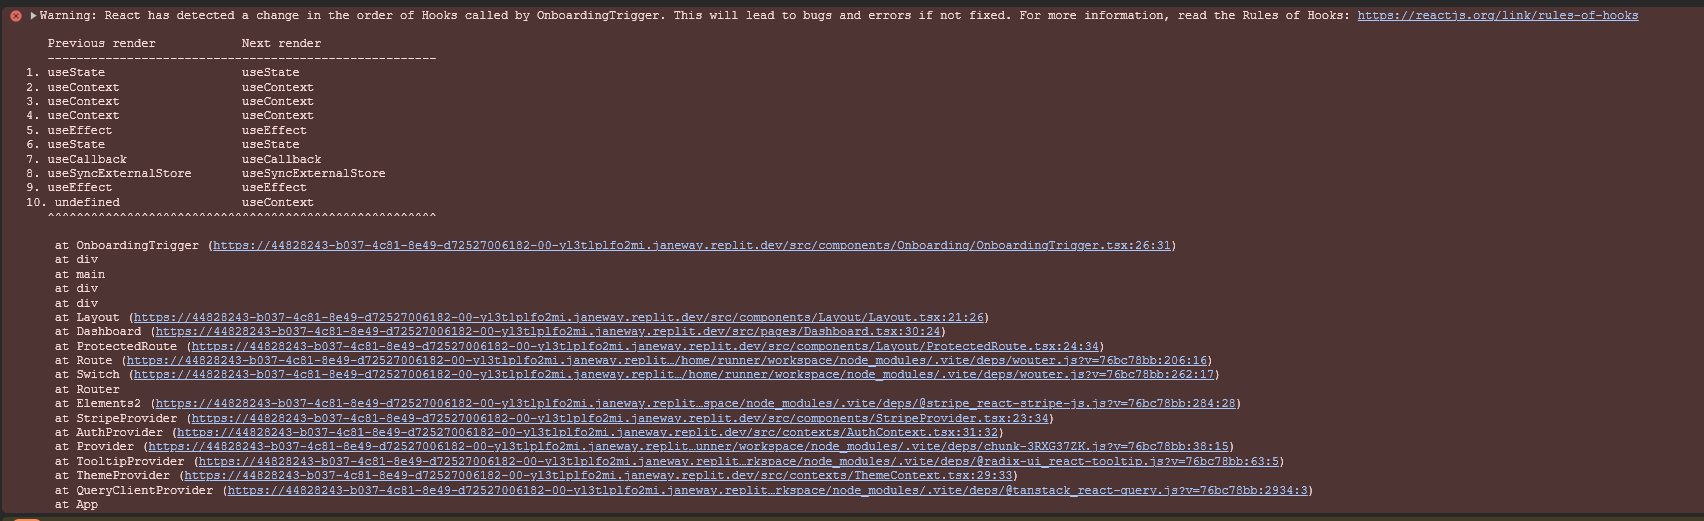 Warning: React has detected a change in the order of Hooks called by OnboardingTrigger. This will lead to bugs and errors if not fixed. For more information, read the Rules of Hooks: https://reactjs.org/link/rules-of-hooks
Previous render Next render
------------------------------------------------------
1. useState useState
2. useContext useContext
3. useContext useContext
4. useContext useContext
5. useEffect useEffect
6. useState useState
7. useCallback useCallback
8. useSyncExternalStore useSyncExternalStore
9. useEffect useEffect
10. undefined useContext
^^^^^^^^^^^^^^^^^^^^^^^^^^^^^^^^^^^^^^^^^^^^^^^^^^^^^^
at OnboardingTrigger (https://44828243-b037-4c81-8e49-d72527006182-00-yl3tlplfo2mi.janeway.replit.dev/src/components/Onboarding/OnboardingTrigger.tsx:26:31)
at div
at main
at div
at div
at Layout (https://44828243-b037-4c81-8e49-d72527006182-00-yl3tlplfo2mi.janeway.replit.dev/src/components/Layout/Layout.tsx:21:26)
at Dashboard (https://44828243-b037-4c81-8e49-d72527006182-00-yl3tlplfo2mi.janeway.replit.dev/src/pages/Dashboard.tsx:30:24)
at ProtectedRoute (https://44828243-b037-4c81-8e49-d72527006182-00-yl3tlplfo2mi.janeway.replit.dev/src/components/Layout/ProtectedRoute.tsx:24:34)
at Route (https://44828243-b037-4c81-8e49-d72527006182-00-yl3tlplfo2mi.janeway.replit…/home/runner/workspace/node_modules/.vite/deps/wouter.js?v=76bc78bb:206:16)
at Switch (https://44828243-b037-4c81-8e49-d72527006182-00-yl3tlplfo2mi.janeway.replit…/home/runner/workspace/node_modules/.vite/deps/wouter.js?v=76bc78bb:262:17)
at Router
at Elements2 (https://44828243-b037-4c81-8e49-d72527006182-00-yl3tlplfo2mi.janeway.replit…space/node_modules/.vite/deps/@stripe_react-stripe-js.js?v=76bc78bb:284:28)
at StripeProvider (https://44828243-b037-4c81-8e49-d72527006182-00-yl3tlplfo2mi.janeway.replit.dev/src/components/StripeProvider.tsx:23:34)
at AuthProvider (https://44828243-b037-4c81-8e49-d72527006182-00-yl3tlplfo2mi.janeway.replit.dev/src/contexts/AuthContext.tsx:31:32)
at Provider (https://44828243-b037-4c81-8e49-d72527006182-00-yl3tlplfo2mi.janeway.replit…unner/workspace/node_modules/.vite/deps/chunk-3RXG37ZK.js?v=76bc78bb:38:15)
at TooltipProvider (https://44828243-b037-4c81-8e49-d72527006182-00-yl3tlplfo2mi.janeway.replit…rkspace/node_modules/.vite/deps/@radix-ui_react-tooltip.js?v=76bc78bb:63:5)
at ThemeProvider (https://44828243-b037-4c81-8e49-d72527006182-00-yl3tlplfo2mi.janeway.replit.dev/src/contexts/ThemeContext.tsx:29:33)
at QueryClientProvider (https://44828243-b037-4c81-8e49-d72527006182-00-yl3tlplfo2mi.janeway.replit…rkspace/node_modules/.vite/deps/@tanstack_react-query.js?v=76bc78bb:2934:3)
at App